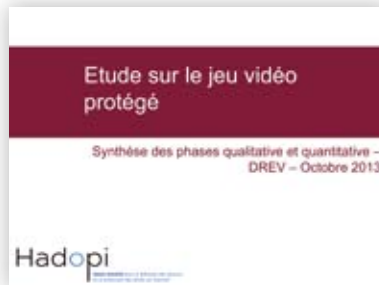 Etude sur le jeu vidéo
protégé
Synthèse des phases qualitative et quantitative –
DREV – Octobre 2013
Hadopi